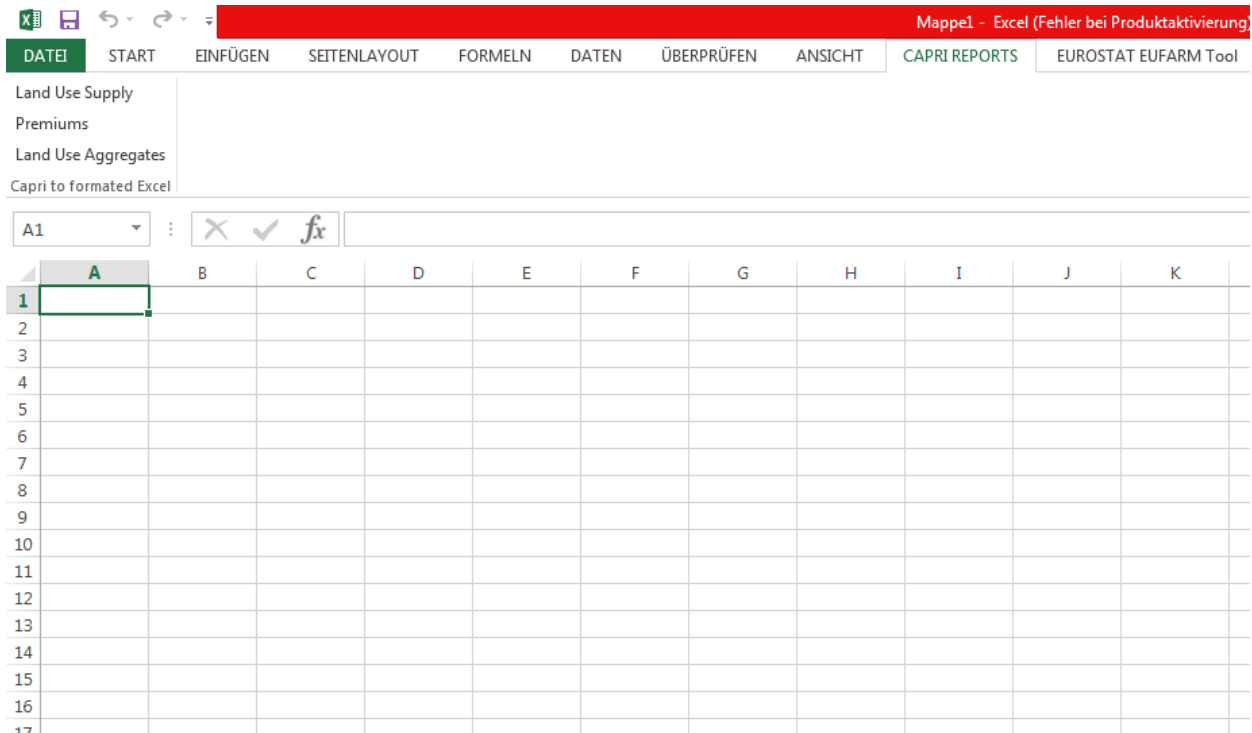 Mappe1 - Excel (Fehler bei Produktaktivierung)
DATEI START EINFÜGEN SEITENLAYOUT FORMELN DATEN ÜBERPRÜFEN ANSICHT CAPRI REPORTS EUROSTAT EUFARM Tool
Land Use Supply
Premiums
Land Use Aggregates
Capri to formated Excel
A1 fx
A B C D E F G H I J K
1
2
3
4
5
6
7
8
9
10
11
12
13
14
15
16
17